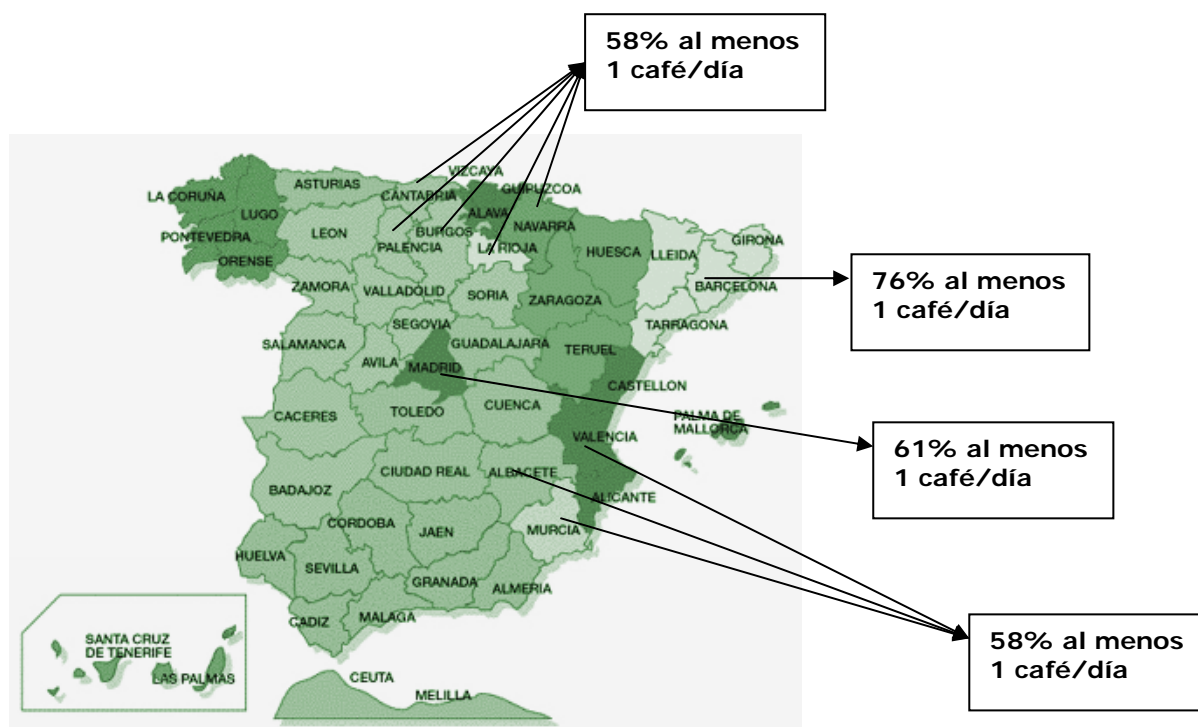 58% al menos
1 café/día
VIZCAYA
ASTURIAS
CANTABRIA
GUIPUZCOA
LA CORUÑA
LUGO
ALAVA
NAVARRA
PONTEVEDRA
LEON
PALENCIA
BURGOS
LA RIOJA
HUESCA
LLEIDA
GIRONA
ORENSE
ZAMORA
VALLADOLID
SORIA
ZARAGOZA
BARCELONA
76% al menos
1 café/día
SEGOVIA
TARRAGONA
SALAMANCA
AVILA
GUADALAJARA
TERUEL
MADRID
CASTELLON
CACERES
TOLEDO
CUENCA
PALMA DE
MALLORCA
VALENCIA
61% al menos
1 café/día
CIUDAD REAL
ALBACETE
BADAJOZ
ALICANTE
CORDOBA
JAEN
MURCIA
HUELVA
SEVILLA
GRANADA
ALMERIA
CADIZ
MALAGA
58% al menos
1 café/día
SANTA CRUZ
DE TENERIFE
LAS PALMAS
CEUTA
MELILLA